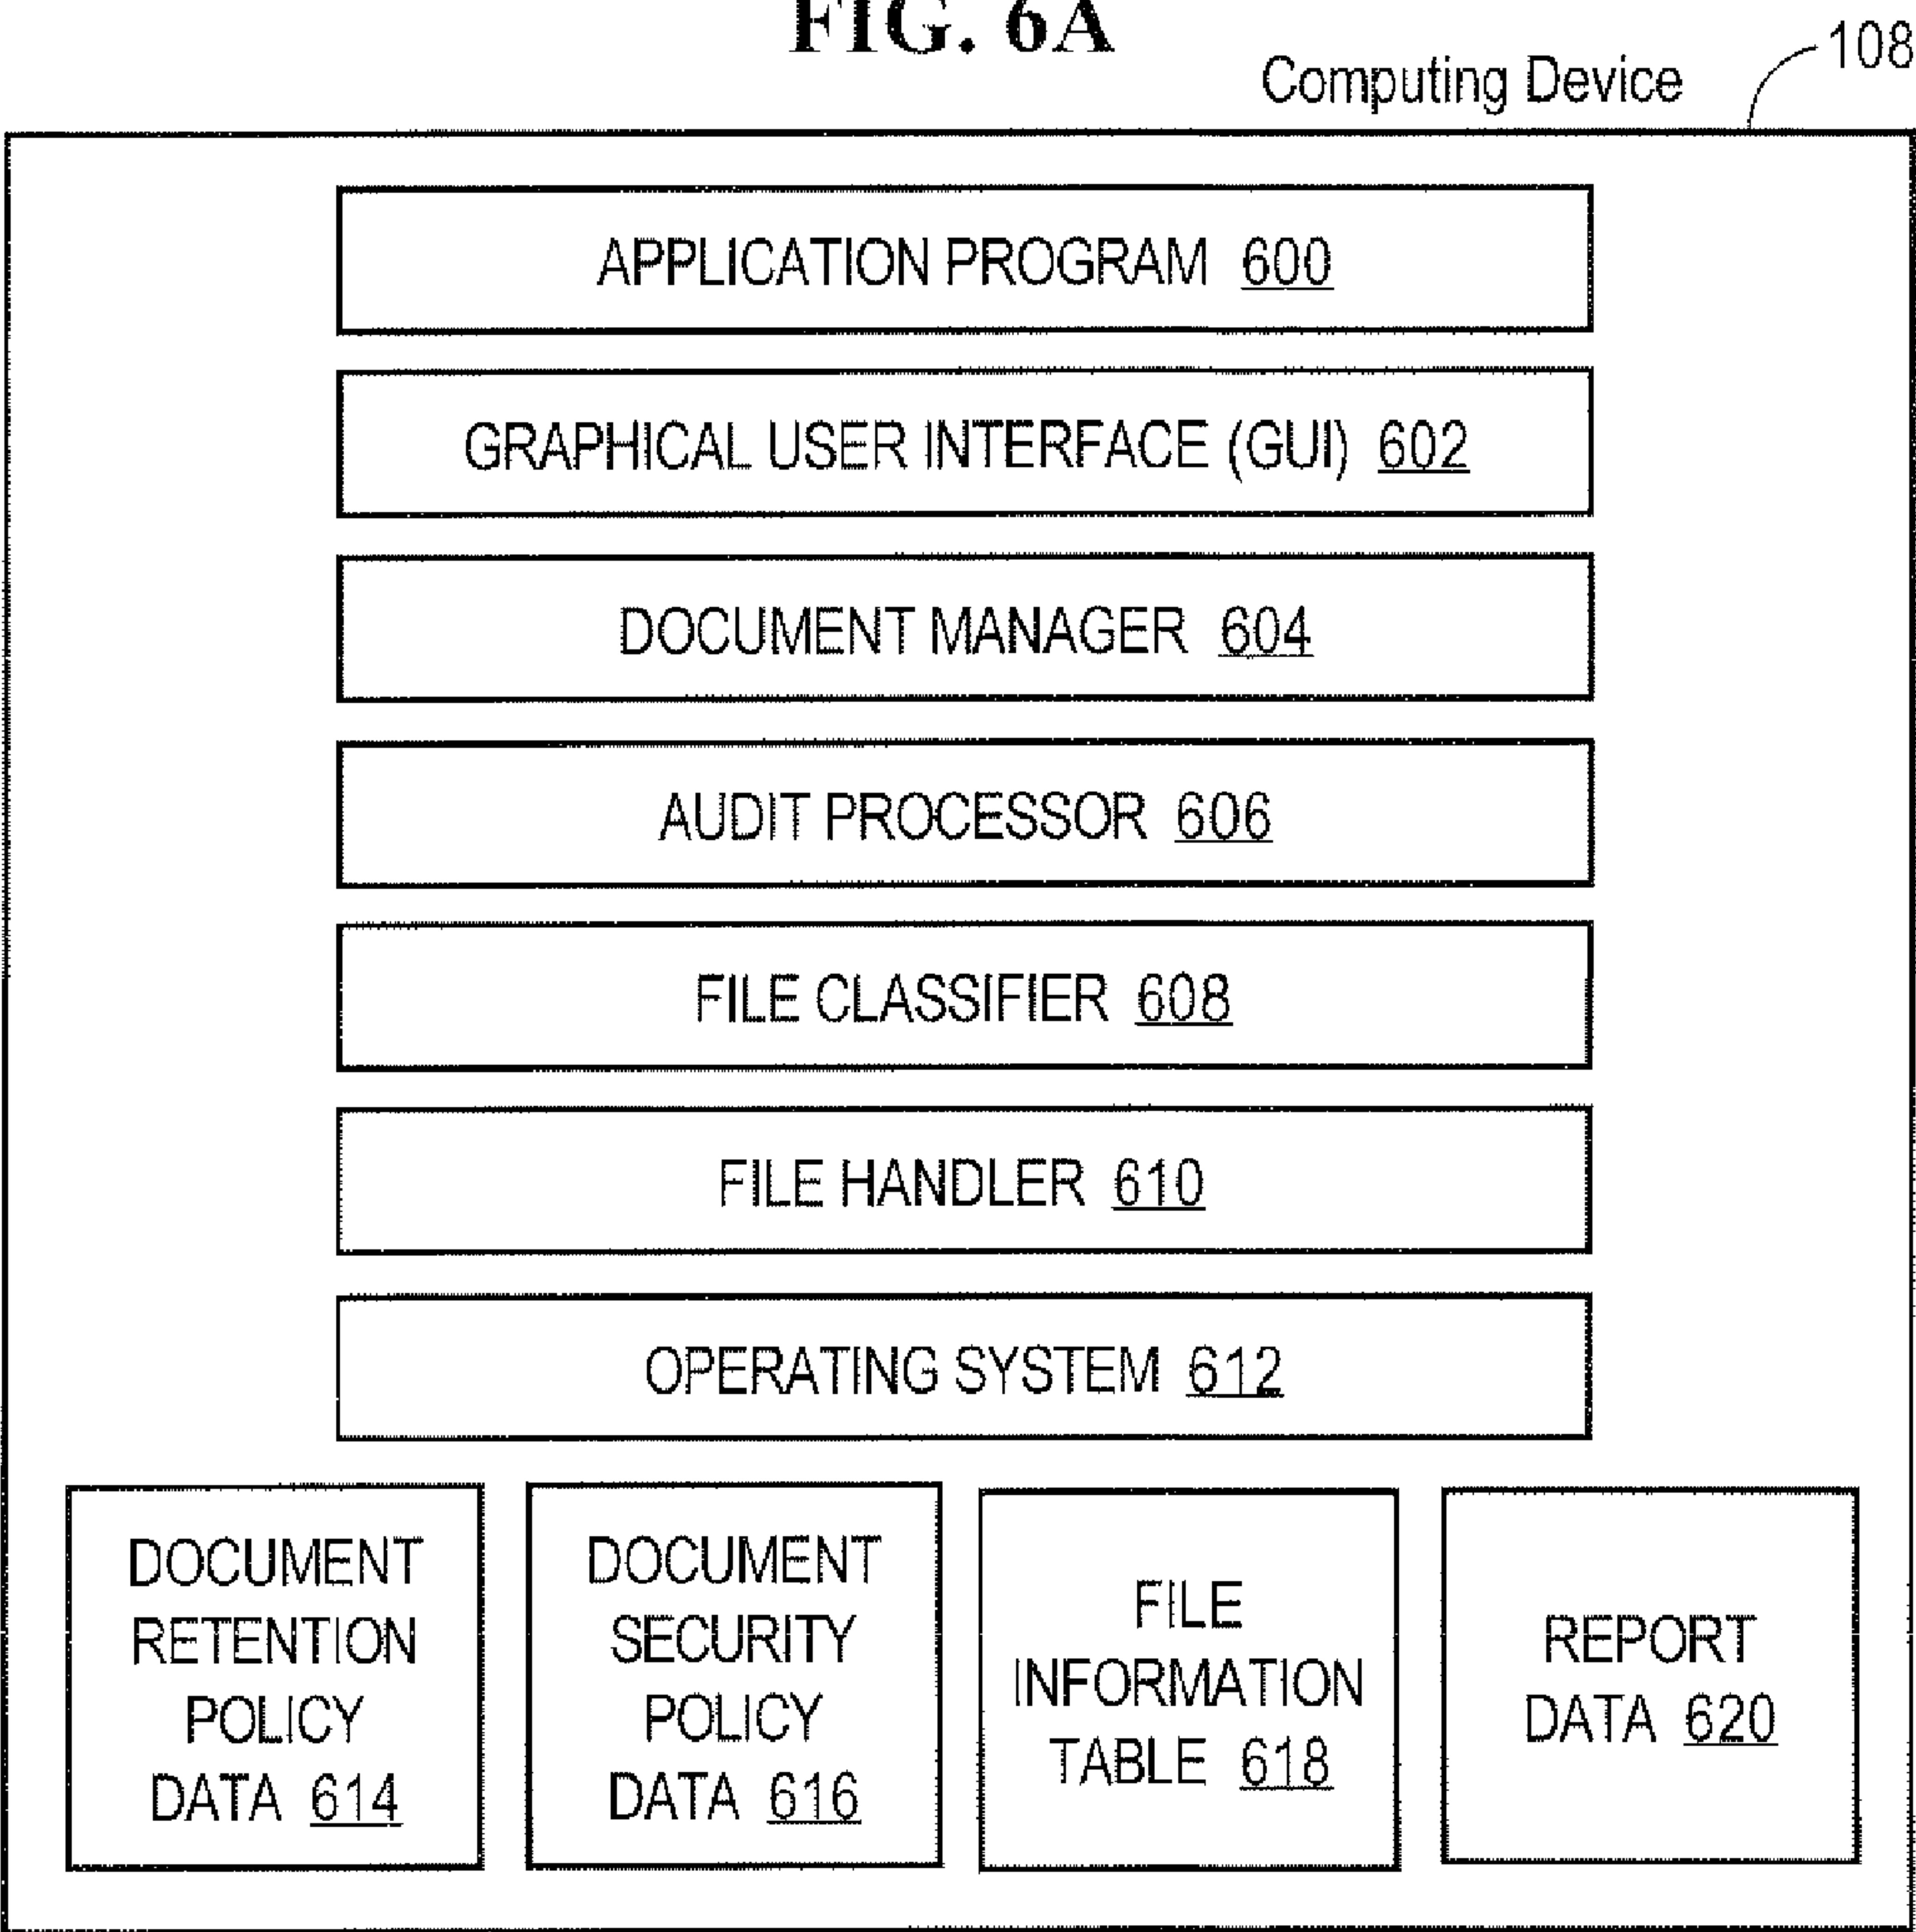 FIG. 6A
Computing Device
108
APPLICATION PROGRAM 600
GRAPHICAL USER INTERFACE (GUI) 602
DOCUMENT MANAGER 604
AUDIT PROCESSOR 606
FILE CLASSIFIER 608
FILE HANDLER 610
OPERATING SYSTEM 612
DOCUMENT
RETENTION
POLICY
DATA 614
DOCUMENT
SECURITY
POLICY
DATA 616
FILE
INFORMATION
TABLE 618
REPORT
DATA 620